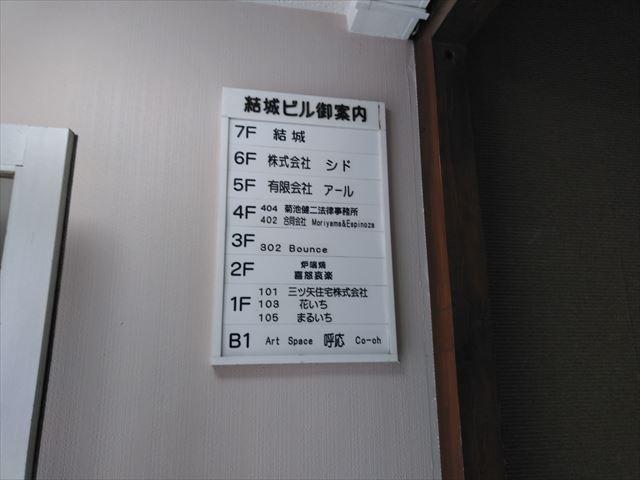 結城ビル御案内
7F 結城
6F 株式会社 シド
5F 有限会社 アール
4F 404 菊池健二法律事務所
402 合同会社 Moriyama&Espinoza
3F 302 Bounce
2F 炉端焼
喜怒哀楽
1F 101 三ツ矢住宅株式会社
103 花いち
105 まるいち
B1 Art Space 呼応 Co-oh